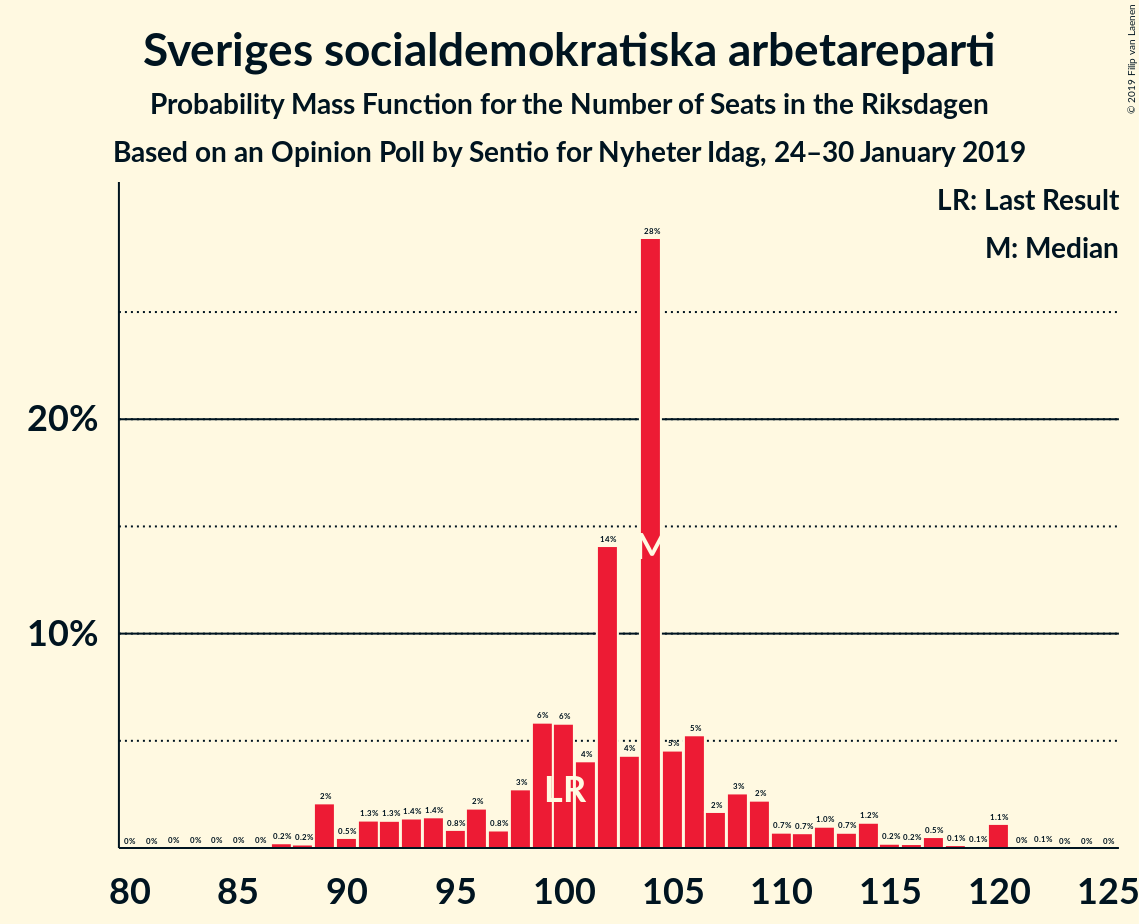 Sveriges socialdemokratiska arbetareparti
Probability Mass Function for the Number of Seats in the Riksdagen
Based on an Opinion Poll by Sentio for Nyheter Idag, 24–30 January 2019
© 2019 Filip van Laenen
LR: Last Result
M: Median
20%
10%
0% 0% 0% 0% 0% 0% 0% 0.2% 0.2% 2% 0.5% 1.3% 1.3% 1.4% 1.4% 0.8% 2% 0.8% 3% 6% 6% 4% 14% 4% 28% 5% 5% 2% 3% 2% 0.7% 0.7% 1.0% 0.7% 1.2% 0.2% 0.2% 0.5% 0.1% 0.1% 1.1% 0% 0.1% 0% 0% 0%
M
LR
80 85 90 95 100 105 110 115 120 125